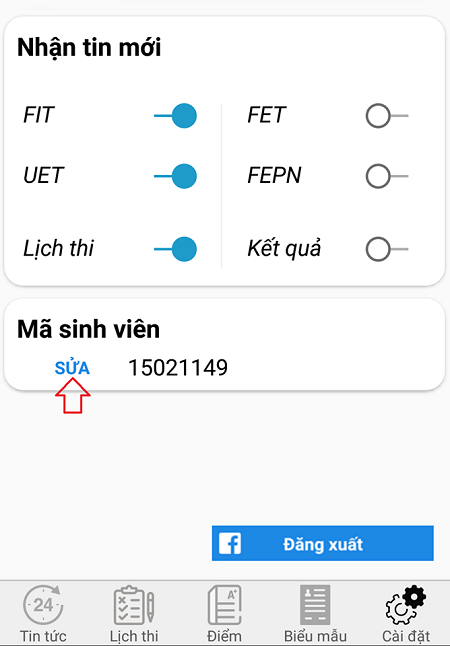 Nhận tin mới
FIT FET
UET FEPN
Lịch thi Kết quả
Mã sinh viên
SỬA 15021149
Đăng xuất
24 A+
Tin tức Lịch thi Điểm Biểu mẫu Cài đặt